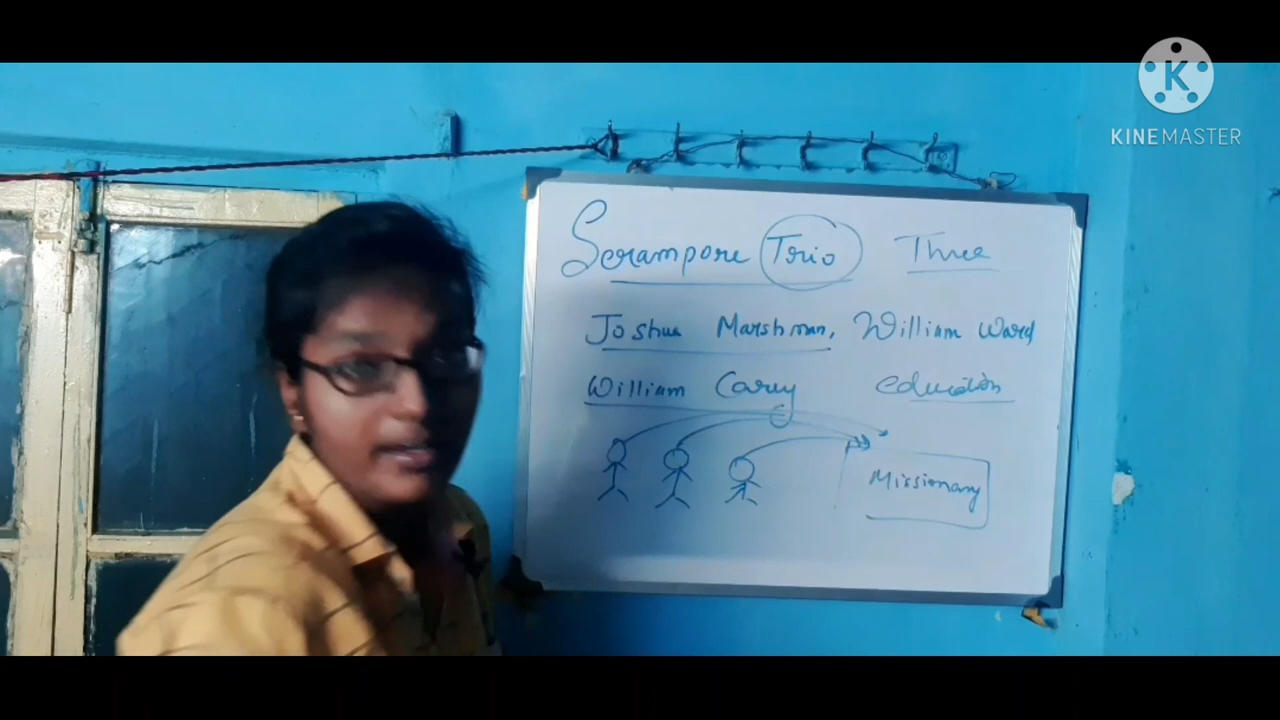 KINEMASTER
Serampore Trio Three
Joshua Marshman, William Ward
William Carey education
Missionary